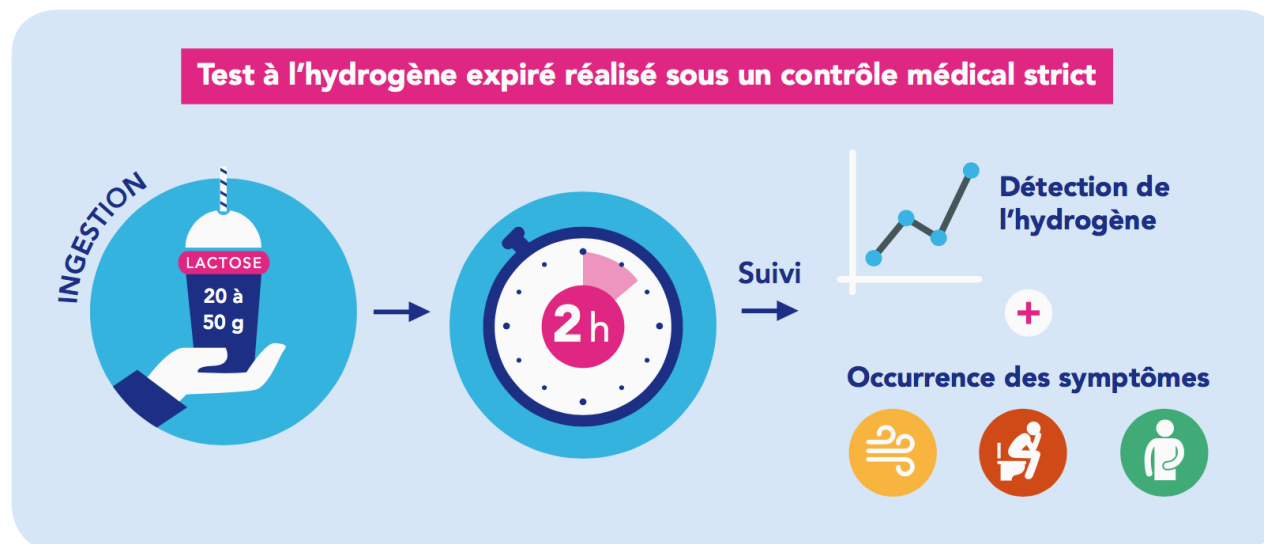 Test à l’hydrogène expiré réalisé sous un contrôle médical strict
INGESTION
LACTOSE
20 à
50 g
2 h
Suivi
Détection de
l’hydrogène
+
Occurrence des symptômes